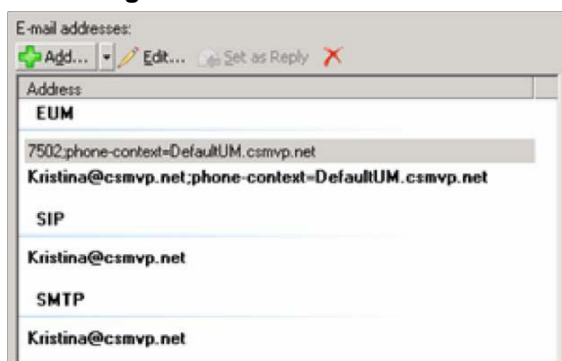 E-mail addresses:
Add... Edit... Set as Reply
Address
EUM
7502;phone-context=DefaultUM.csmvp.net
Kristina@csmvp.net;phone-context=DefaultUM.csmvp.net
SIP
Kristina@csmvp.net
SMTP
Kristina@csmvp.net